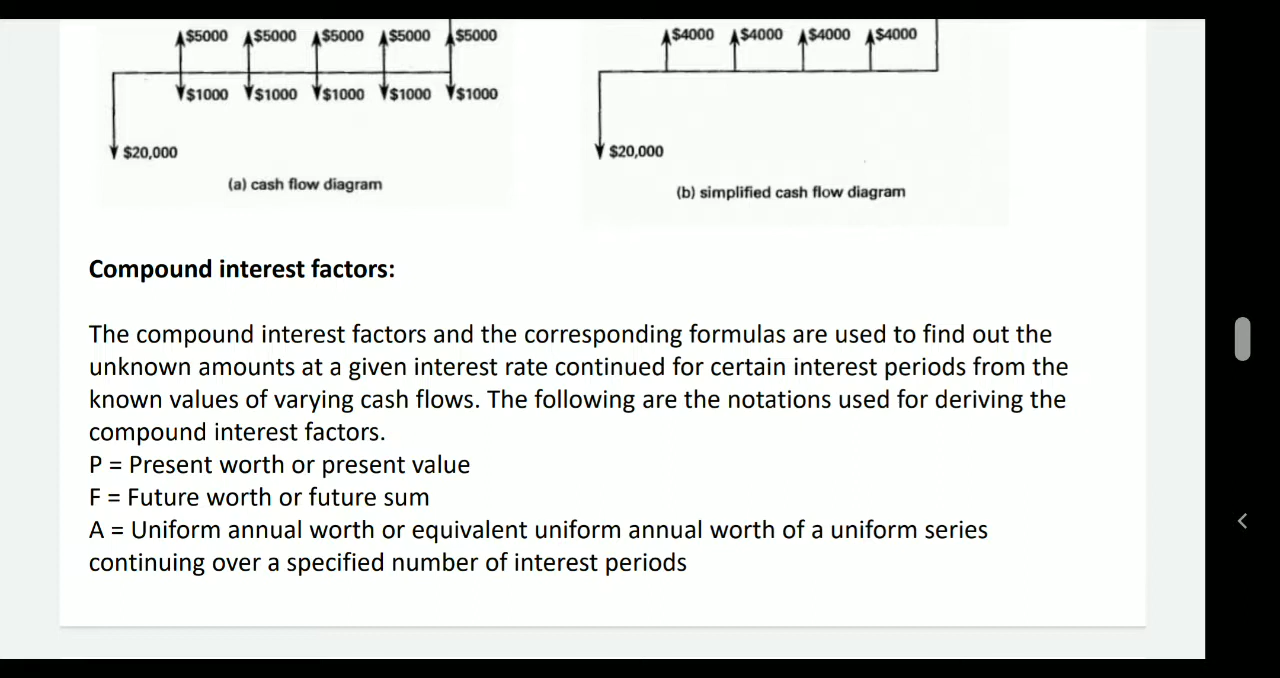 $5000 $5000 $5000 $5000 $5000
$4000 $4000 $4000 $4000
$1000 $1000 $1000 $1000 $1000
$20,000
$20,000
(a) cash flow diagram
(b) simplified cash flow diagram
Compound interest factors:
The compound interest factors and the corresponding formulas are used to find out the
unknown amounts at a given interest rate continued for certain interest periods from the
known values of varying cash flows. The following are the notations used for deriving the
compound interest factors.
P = Present worth or present value
F = Future worth or future sum
A = Uniform annual worth or equivalent uniform annual worth of a uniform series
continuing over a specified number of interest periods